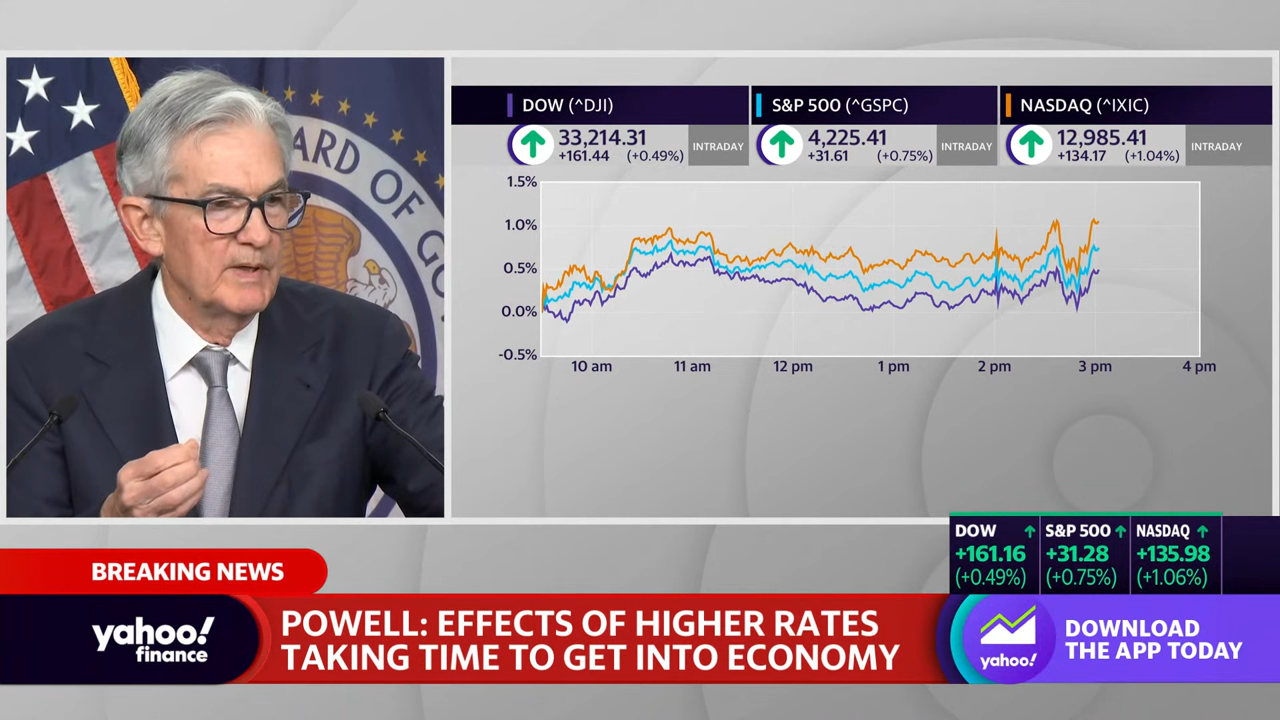 ARD OF GO
DOW (^DJI)
33,214.31
+161.44 (+0.49%)
INTRADAY
S&P 500 (^GSPC)
4,225.41
+31.61 (+0.75%)
INTRADAY
NASDAQ (^IXIC)
12,985.41
+134.17 (+1.04%)
INTRADAY
1.5%
1.0%
0.5%
0.0%
-0.5%
10 am 11 am 12 pm 1 pm 2 pm 3 pm 4 pm
DOW
+161.16
(+0.49%)
S&P 500
+31.28
(+0.75%)
NASDAQ
+135.98
(+1.06%)
BREAKING NEWS
yahoo!
finance
POWELL: EFFECTS OF HIGHER RATES
TAKING TIME TO GET INTO ECONOMY
yahoo!
DOWNLOAD
THE APP TODAY